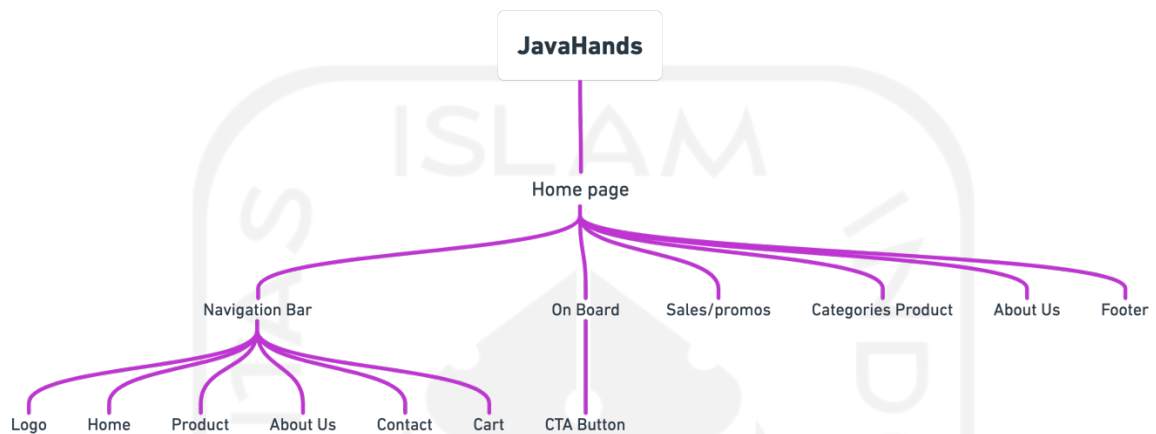 JavaHands
ISLAM
Home page
Navigation Bar
On Board
Sales/promos
Categories Product
About Us
Footer
Logo
Home
Product
About Us
Contact
Cart
CTA Button